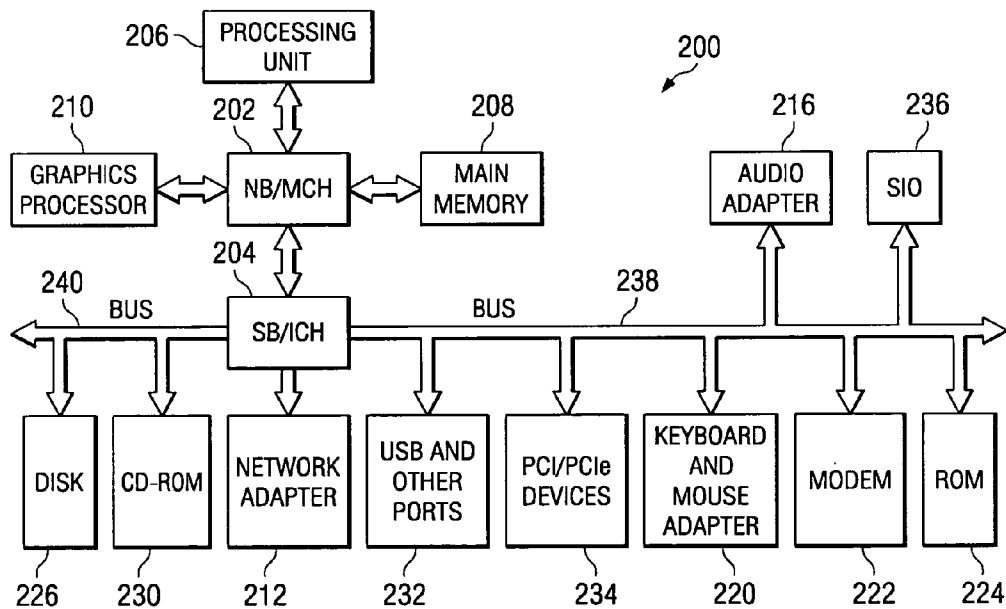 206
PROCESSING
UNIT
200
210
202
208
216
236
GRAPHICS
PROCESSOR
NB/MCH
MAIN
MEMORY
AUDIO
ADAPTER
SIO
240
204
238
BUS
SB/ICH
BUS
DISK
CD-ROM
NETWORK
ADAPTER
USB AND
OTHER
PORTS
PCI/PCIe
DEVICES
KEYBOARD
AND
MOUSE
ADAPTER
MODEM
ROM
226
230
212
232
234
220
222
224